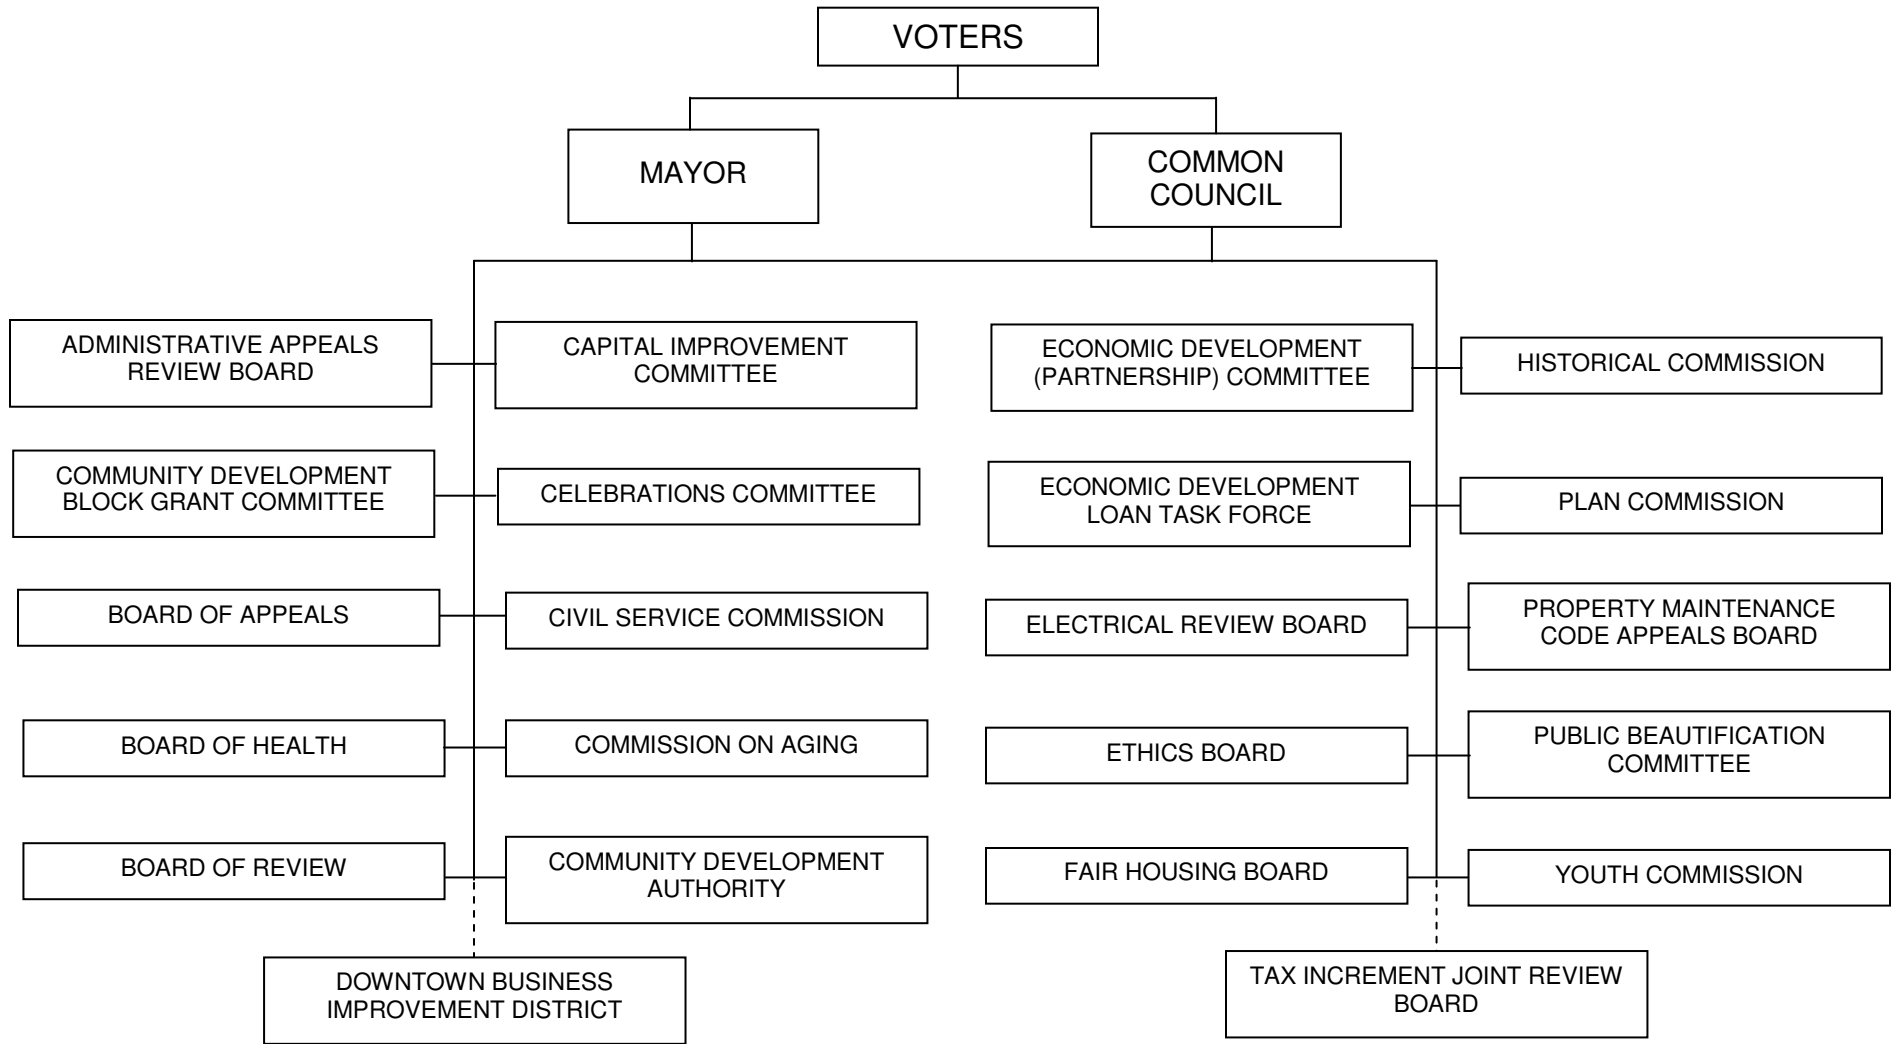 VOTERS
MAYOR
COMMON
COUNCIL
ADMINISTRATIVE APPEALS
REVIEW BOARD
CAPITAL IMPROVEMENT
COMMITTEE
ECONOMIC DEVELOPMENT
(PARTNERSHIP) COMMITTEE
HISTORICAL COMMISSION
COMMUNITY DEVELOPMENT
BLOCK GRANT COMMITTEE
CELEBRATIONS COMMITTEE
ECONOMIC DEVELOPMENT
LOAN TASK FORCE
PLAN COMMISSION
BOARD OF APPEALS
CIVIL SERVICE COMMISSION
ELECTRICAL REVIEW BOARD
PROPERTY MAINTENANCE
CODE APPEALS BOARD
BOARD OF HEALTH
COMMISSION ON AGING
ETHICS BOARD
PUBLIC BEAUTIFICATION
COMMITTEE
BOARD OF REVIEW
COMMUNITY DEVELOPMENT
AUTHORITY
FAIR HOUSING BOARD
YOUTH COMMISSION
DOWNTOWN BUSINESS
IMPROVEMENT DISTRICT
TAX INCREMENT JOINT REVIEW
BOARD